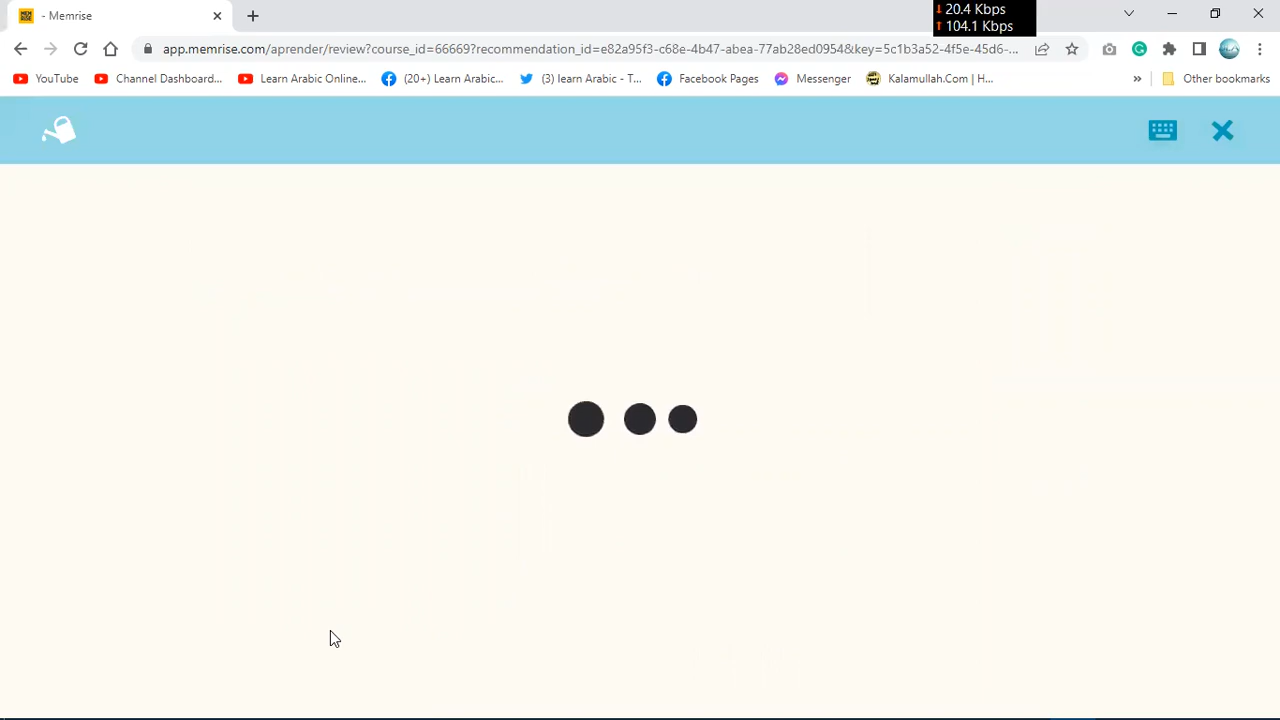 MEM
RISE
- Memrise
20.4 Kbps
104.1 Kbps
app.memrise.com/aprender/review?course_id=66669?recommendation_id=e82a95f3-c68e-4b47-abea-77ab28ed0954&key=5c1b3a52-4f5e-45d6-...
YouTube
Channel Dashboard...
Learn Arabic Online...
(20+) Learn Arabic...
(3) learn Arabic - T...
Facebook Pages
Messenger
Kalamullah.Com | H...
»
Other bookmarks